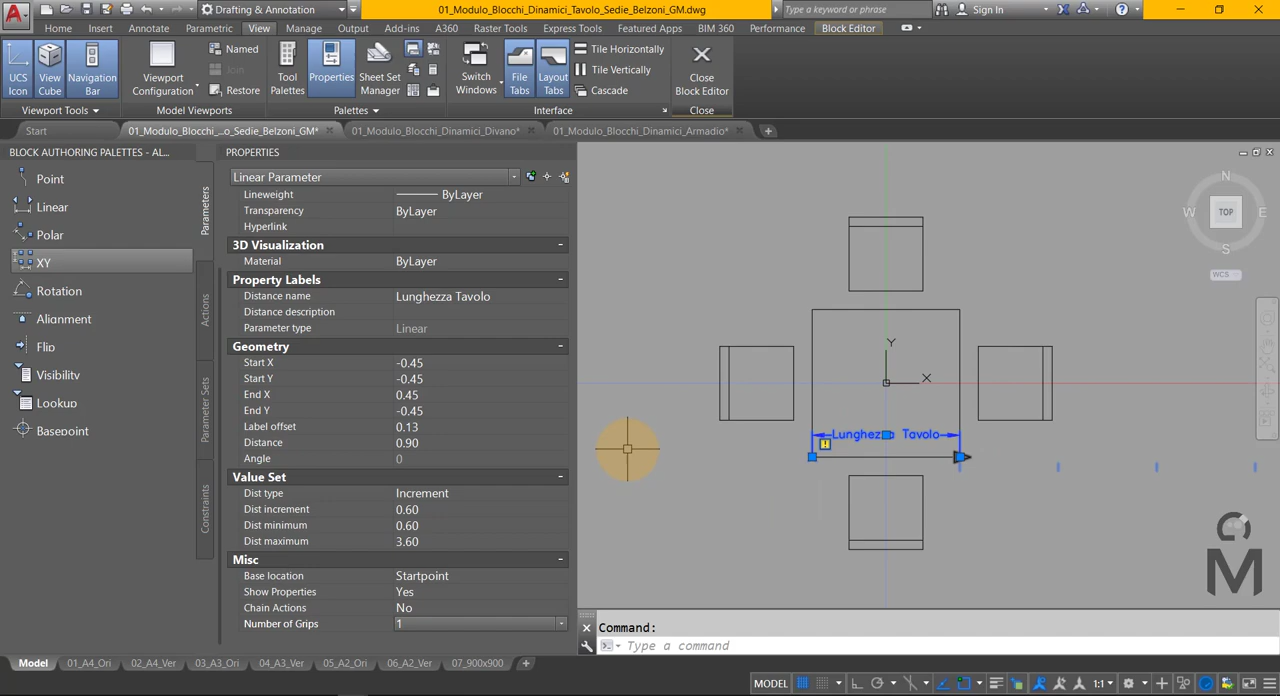 Drafting & Annotation
01_Modulo_Blocchi_Dinamici_Tavolo_Sedie_Belzoni_GM.dwg
Type a keyword or phrase
Sign In
Home Insert Annotate Parametric View Manage Output Add-ins A360 Raster Tools Express Tools Featured Apps BIM 360 Performance Block Editor
UCS Icon
View Cube
Navigation Bar
Viewport Configuration
Named
Join
Restore
Tool Palettes
Properties
Sheet Set Manager
Switch Windows
File Tabs
Layout Tabs
Tile Horizontally
Tile Vertically
Cascade
Close Block Editor
Viewport Tools Model Viewports Palettes Interface Close
Start
01_Modulo_Blocchi_...o_Sedie_Belzoni_GM*
01_Modulo_Blocchi_Dinamici_Divano*
01_Modulo_Blocchi_Dinamici_Armadio*
BLOCK AUTHORING PALETTES - AL...
Point
Linear
Polar
XY
Rotation
Alignment
Flip
Visibility
Lookup
Basepoint
Parameters
Actions
Parameter Sets
Constraints
PROPERTIES
Linear Parameter
Lineweight ByLayer
Transparency ByLayer
Hyperlink
3D Visualization
Material ByLayer
Property Labels
Distance name Lunghezza Tavolo
Distance description
Parameter type Linear
Geometry
Start X -0.45
Start Y -0.45
End X 0.45
End Y -0.45
Label offset 0.13
Distance 0.90
Angle 0
Value Set
Dist type Increment
Dist increment 0.60
Dist minimum 0.60
Dist maximum 3.60
Misc
Base location Startpoint
Show Properties Yes
Chain Actions No
Number of Grips 1
N
W TOP E
S
WCS
Y
X
Lunghez Tavolo
M
Command:
Type a command
Model 01_A4_Ori 02_A4_Ver 03_A3_Ori 04_A3_Ver 05_A2_Ori 06_A2_Ver 07_900x900
MODEL 1:1